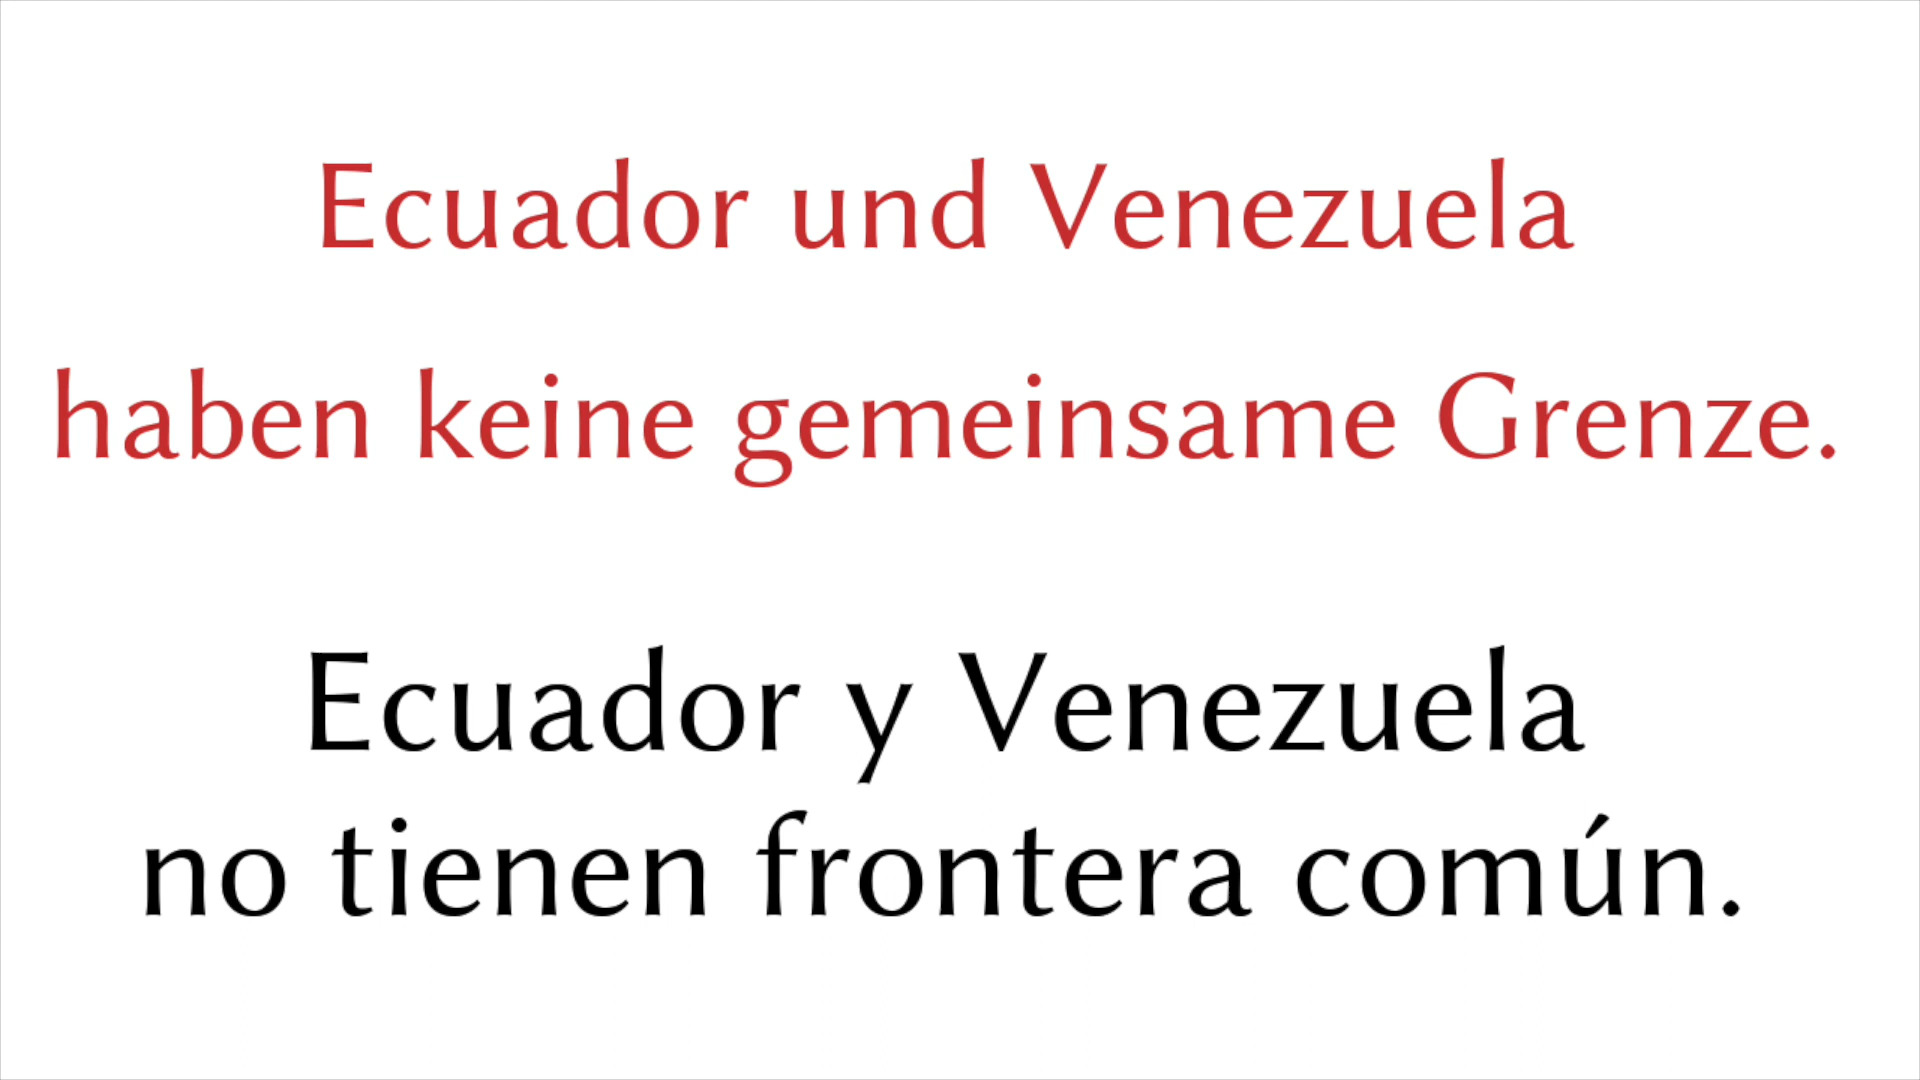 Ecuador und Venezuela
haben keine gemeinsame Grenze.
Ecuador y Venezuela
no tienen frontera común.